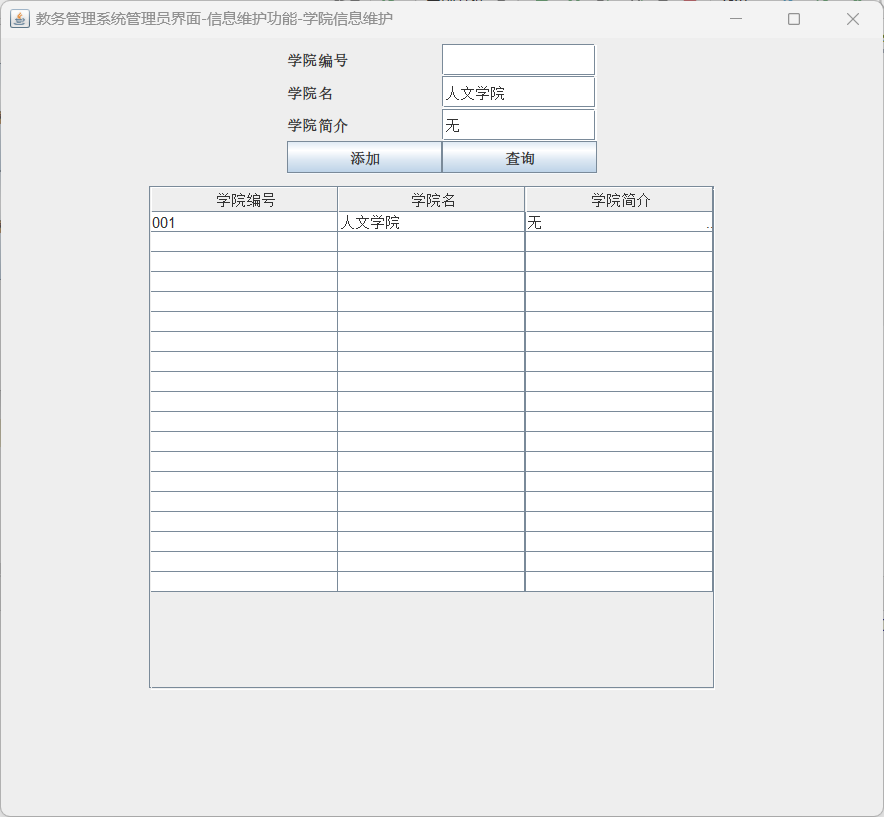 教务管理系统管理员界面-信息维护功能-学院信息维护
学院编号
学院名 人文学院
学院简介 无
添加 查询
学院编号 学院名 学院简介
001 人文学院 无 ..